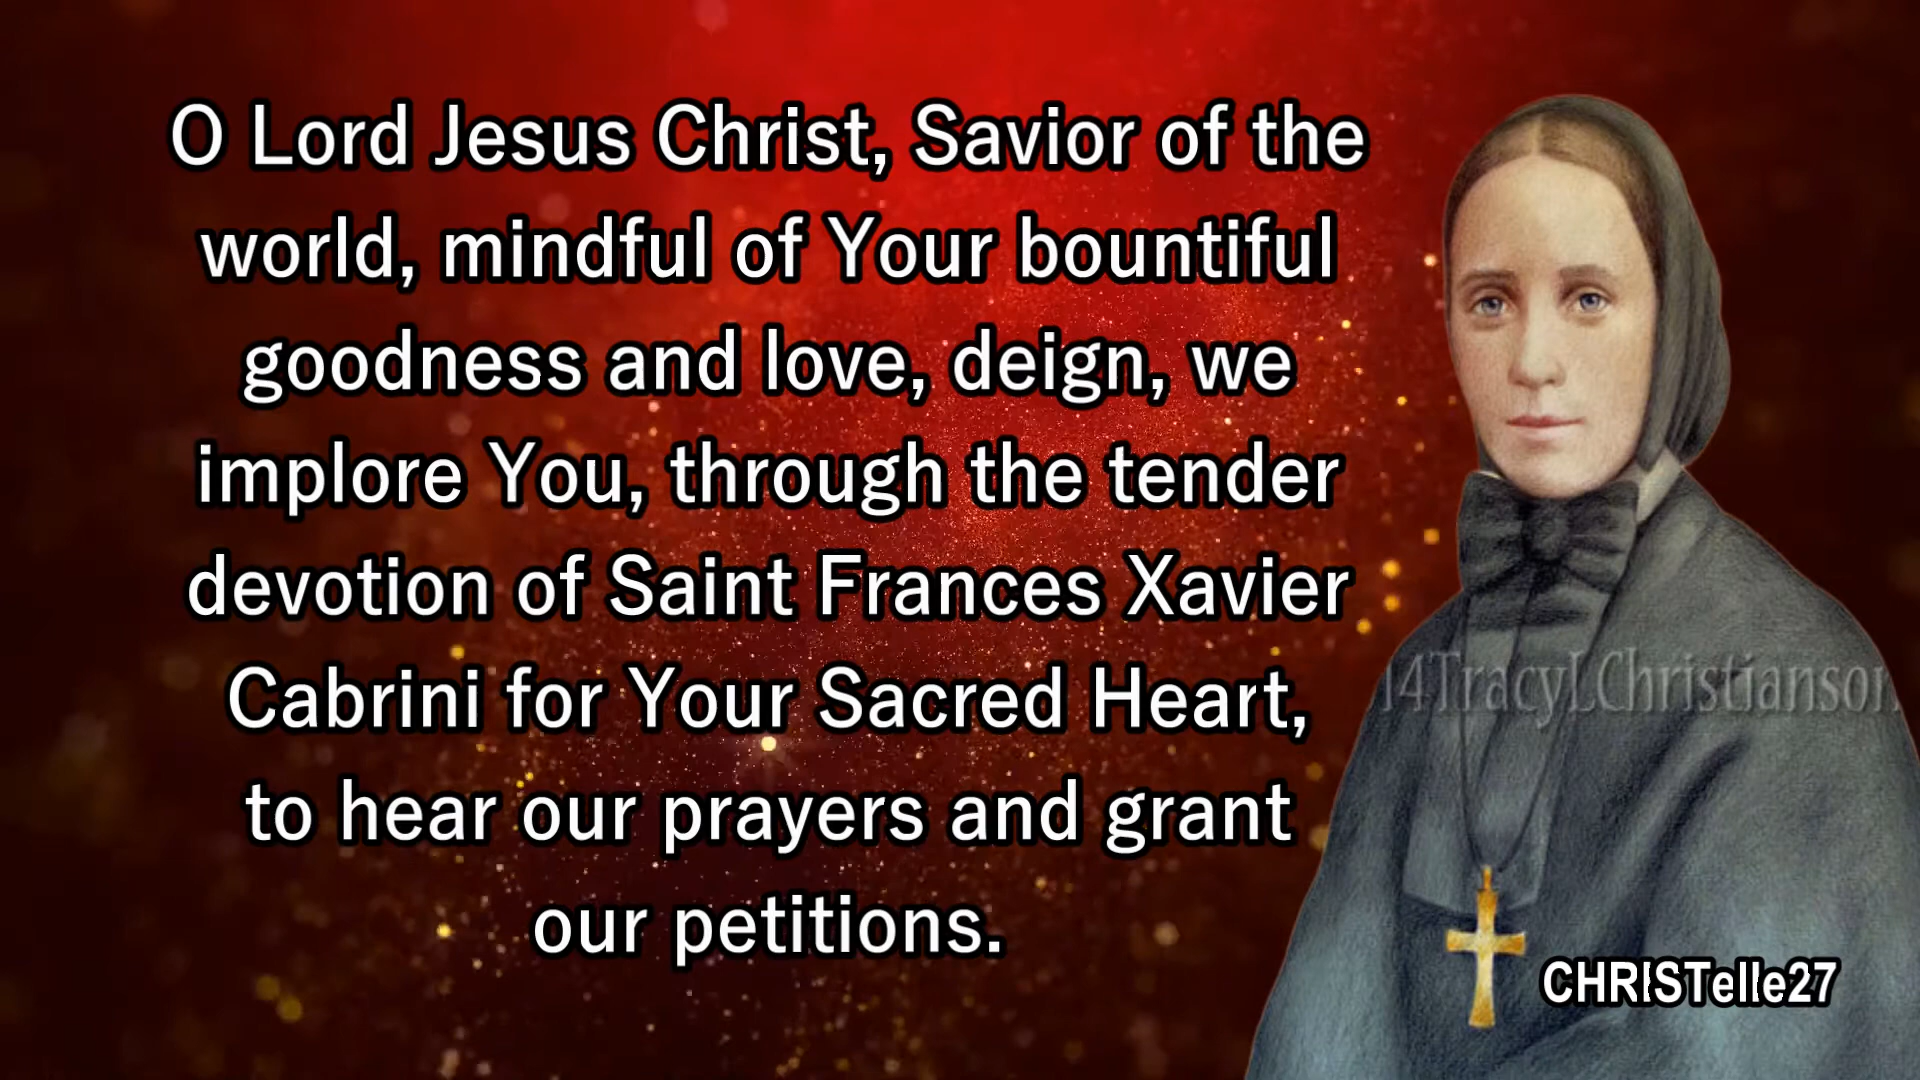 O Lord Jesus Christ, Savior of the
world, mindful of Your bountiful
goodness and love, deign, we
implore You, through the tender
devotion of Saint Frances Xavier
Cabrini for Your Sacred Heart,
to hear our prayers and grant
our petitions.
14TracyLChristianson
CHRISTelle27